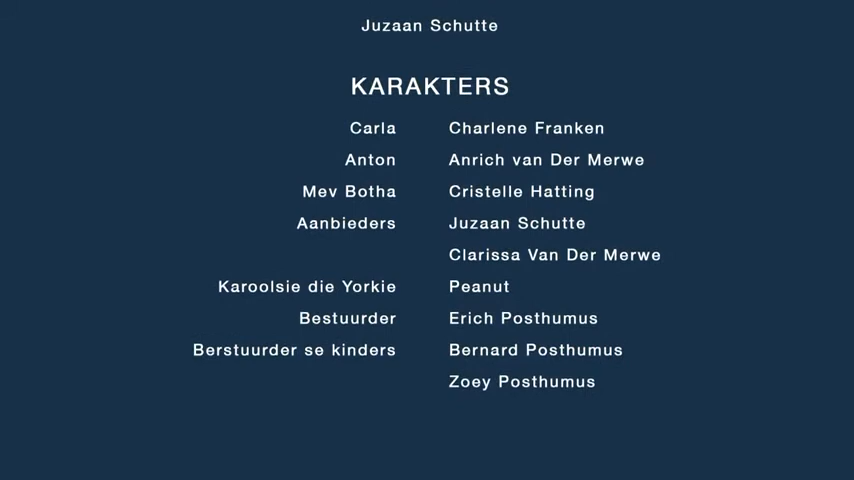 Juzaan Schutte
KARAKTERS
Carla Charlene Franken
Anton Anrich van Der Merwe
Mev Botha Cristelle Hatting
Aanbieders Juzaan Schutte
Clarissa Van Der Merwe
Karoolsie die Yorkie Peanut
Bestuurder Erich Posthumus
Berstuurder se kinders Bernard Posthumus
Zoey Posthumus